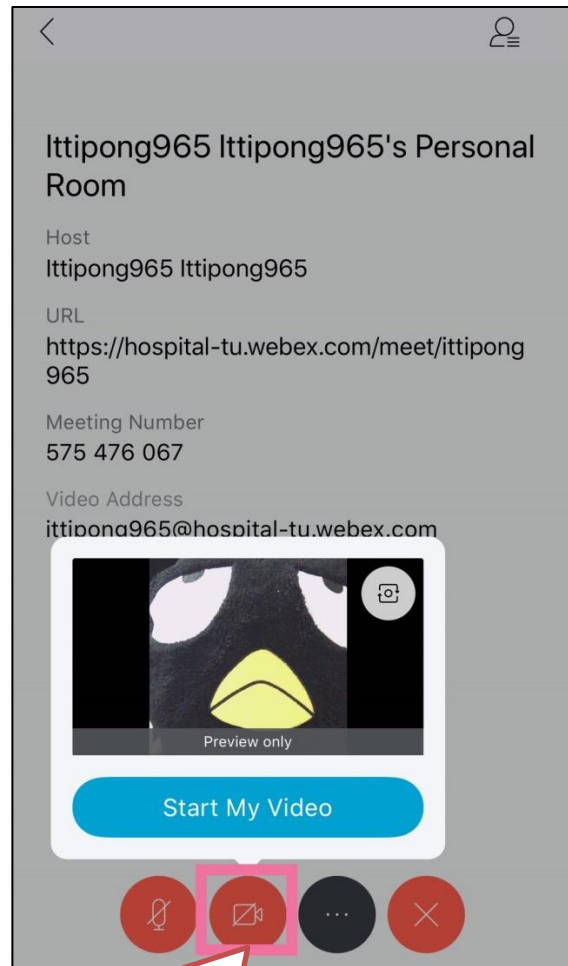 Ittipong965 Ittipong965's Personal
Room
Host
Ittipong965 Ittipong965
URL
https://hospital-tu.webex.com/meet/ittipong
965
Meeting Number
575 476 067
Video Address
ittipong965@hospital-tu.webex.com
Preview only
Start My Video